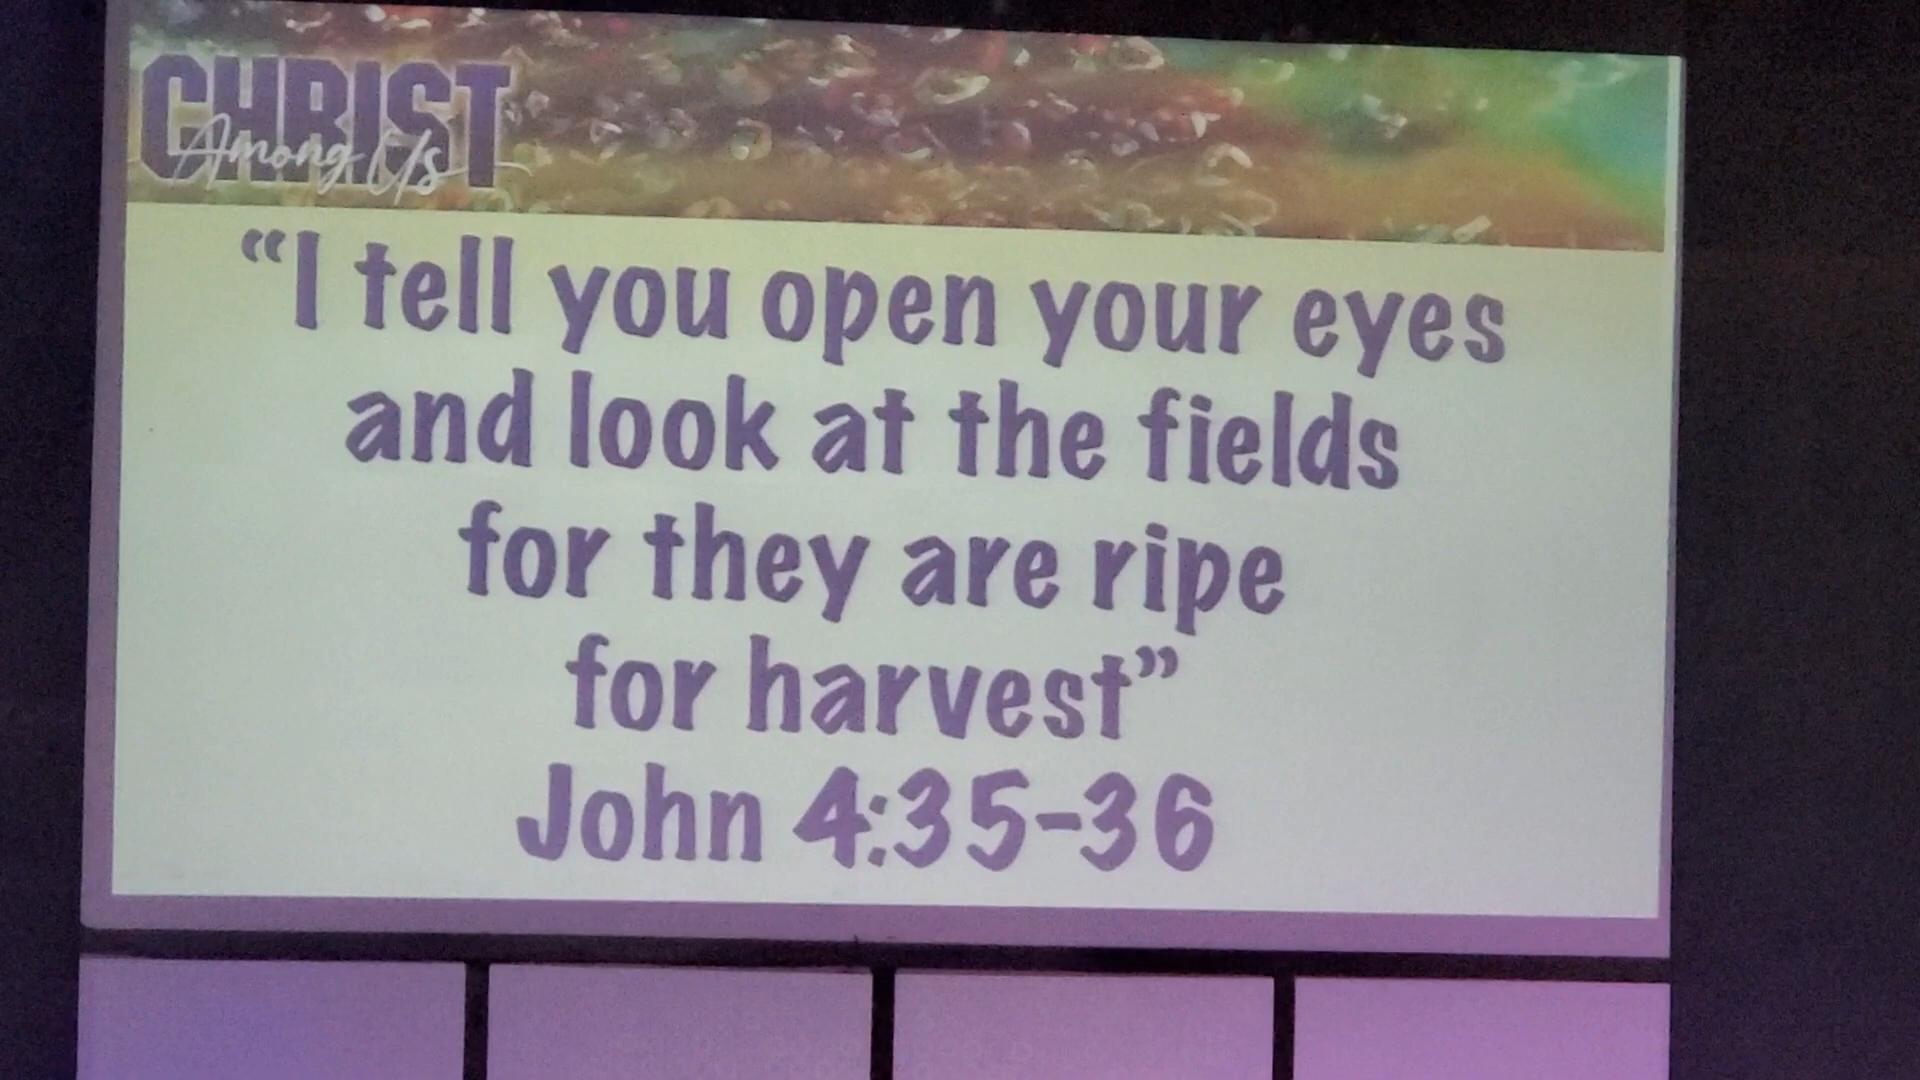 CHRIST
Among Us
“I tell you open your eyes
and look at the fields
for they are ripe
for harvest”
John 4:35-36